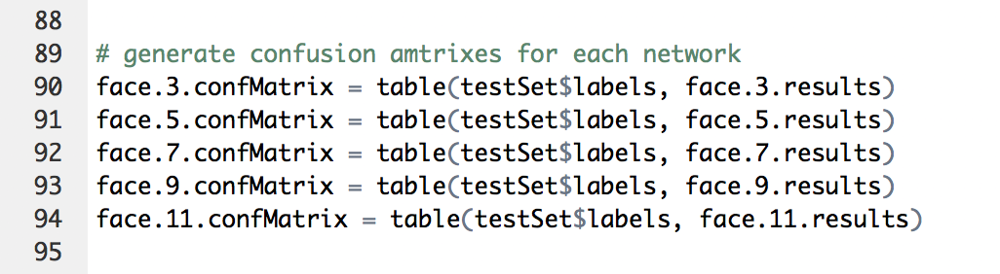 88
89 # generate confusion amtrixes for each network
90 face.3.confMatrix = table(testSet$labels, face.3.results)
91 face.5.confMatrix = table(testSet$labels, face.5.results)
92 face.7.confMatrix = table(testSet$labels, face.7.results)
93 face.9.confMatrix = table(testSet$labels, face.9.results)
94 face.11.confMatrix = table(testSet$labels, face.11.results)
95